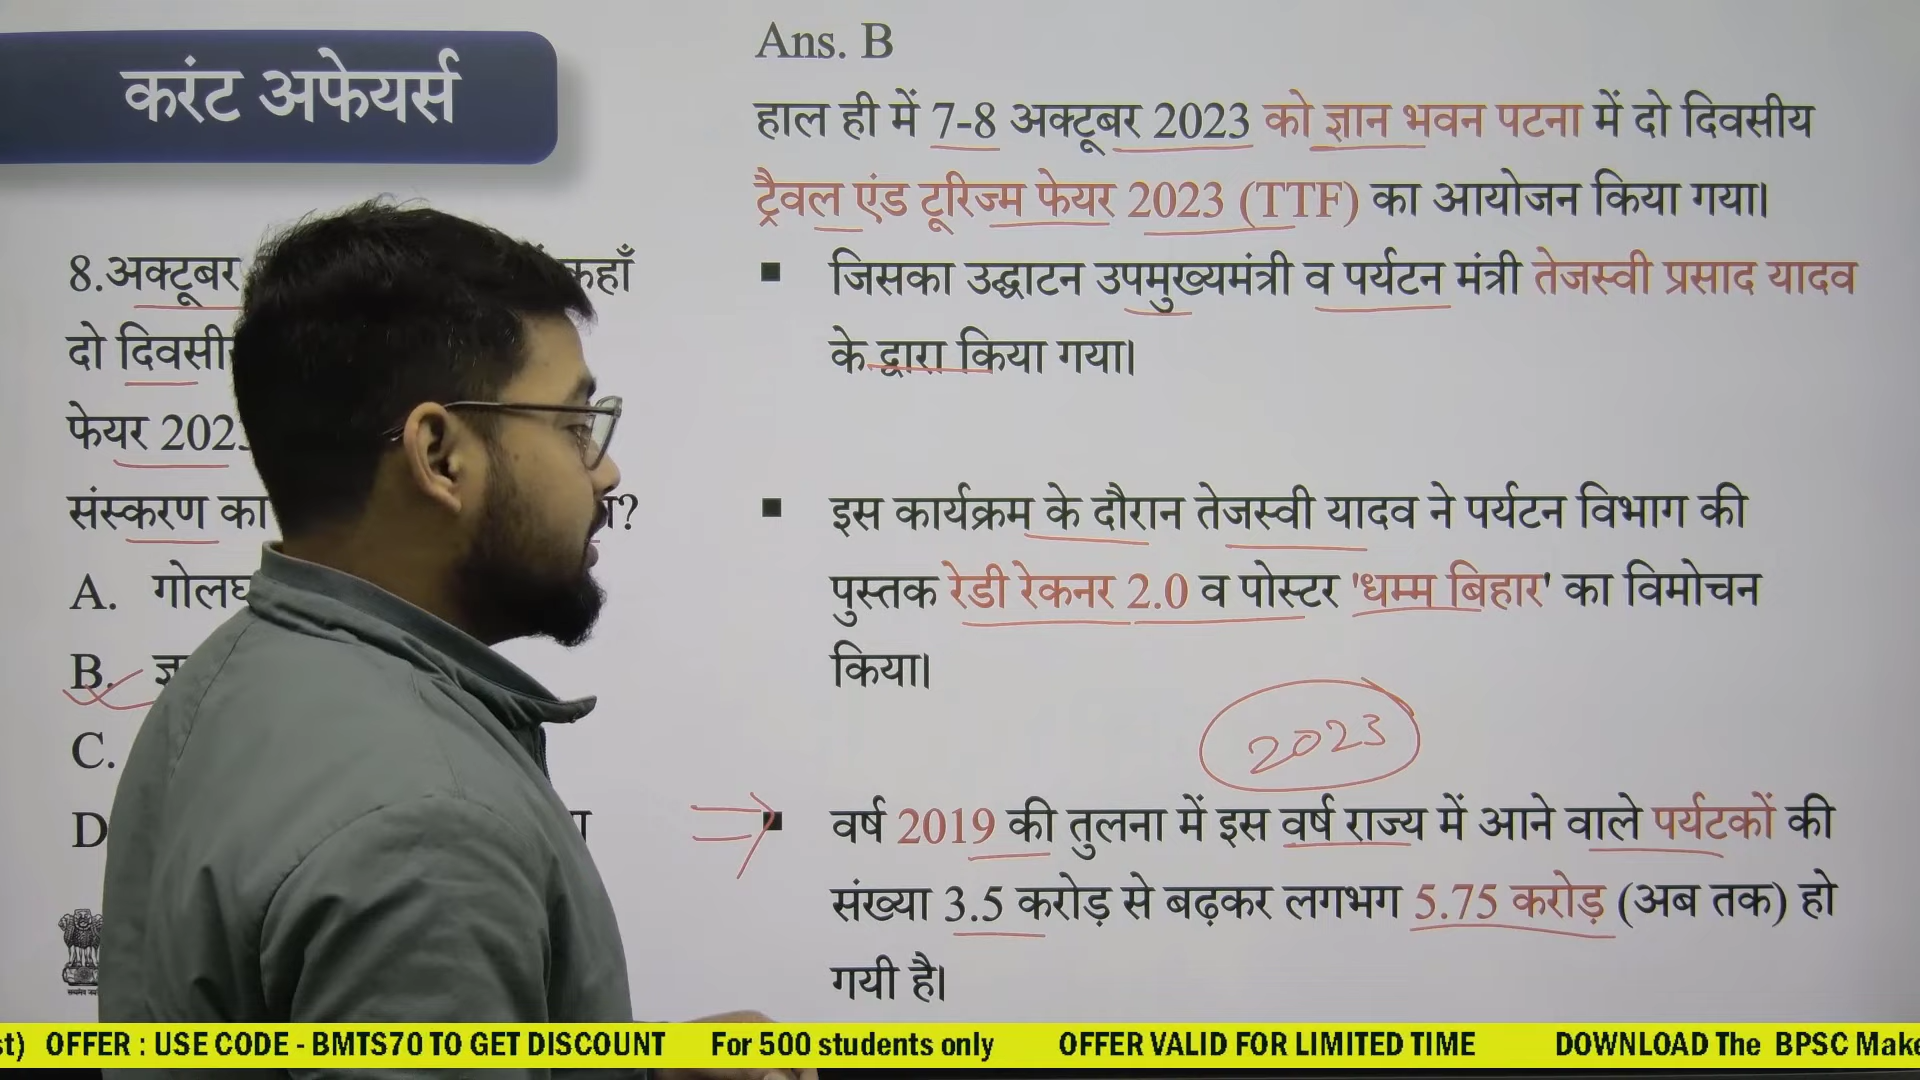 करंट अफेयर्स
8.अक्टूबर कहाँ
दो
फेयर
संस्करण का
A.
B.
C.
D
Ans. B
हाल ही में 7-8 अक्टूबर 2023 को ज्ञान भवन पटना में दो दिवसीय
ट्रैवल एंड टूरिज्म फेयर 2023 (TTF) का आयोजन किया गया।
▪ जिसका उद्घाटन उपमुख्यमंत्री व पर्यटन मंत्री तेजस्वी प्रसाद यादव
के द्वारा किया गया।
▪ इस कार्यक्रम के दौरान तेजस्वी यादव ने पर्यटन विभाग की
पुस्तक रेडी रेकनर 2.0 व पोस्टर 'धम्म बिहार' का विमोचन
किया।
2023
▪ वर्ष 2019 की तुलना में इस वर्ष राज्य में आने वाले पर्यटकों की
संख्या 3.5 करोड़ से बढ़कर लगभग 5.75 करोड़ (अब तक) हो
गयी है।
st) OFFER : USE CODE - BMTS70 TO GET DISCOUNT For 500 students only OFFER VALID FOR LIMITED TIME DOWNLOAD The BPSC Make